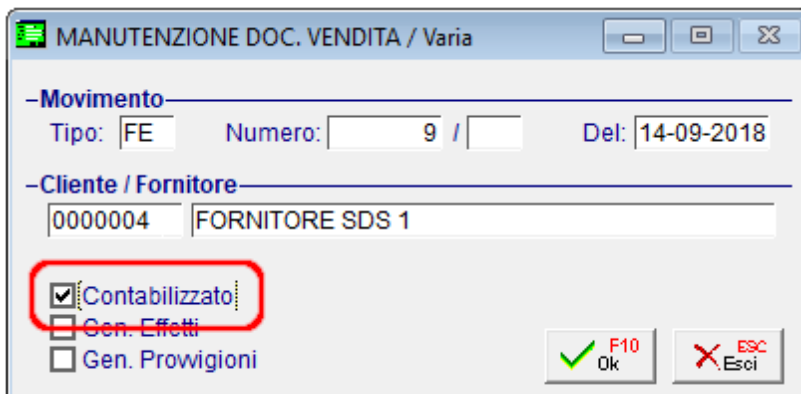 MANUTENZIONE DOC. VENDITA / Varia
Movimento
Tipo: FE Numero: 9 / Del: 14-09-2018
Cliente / Fornitore
0000004 FORNITORE SDS 1
Contabilizzato
Gen. Effetti
Gen. Provvigioni
F10 Ok
ESC Esci